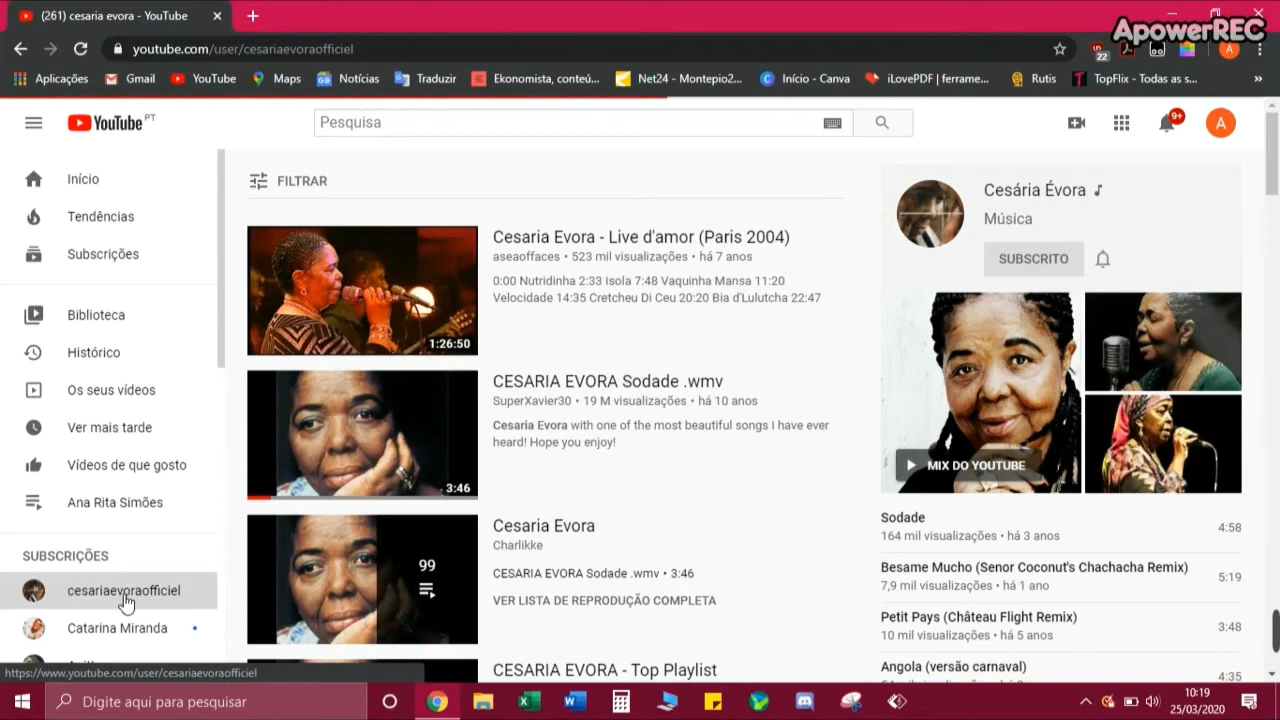 (261) cesaria evora - YouTube
ApowerREC
youtube.com/user/cesariaevoraofficiel
22
A
Aplicações
Gmail
YouTube
Maps
Notícias
Traduzir
Ekonomista, conteú...
Net24 - Montepio2...
Início - Canva
iLovePDF | ferrame...
Rutis
TopFlix - Todas as s...
»
YouTube PT
Pesquisa
9+
A
Início
Tendências
Subscrições
Biblioteca
Histórico
Os seus vídeos
Ver mais tarde
Vídeos de que gosto
Ana Rita Simões
SUBSCRIÇÕES
cesariaevoraofficiel
Catarina Miranda
https://www.youtube.com/user/cesariaevoraofficiel
FILTRAR
Cesaria Evora - Live d'amor (Paris 2004)
aseaoffaces • 523 mil visualizações • há 7 anos
0:00 Nutridinha 2:33 Isola 7:48 Vaquinha Mansa 11:20
Velocidade 14:35 Cretcheu Di Ceu 20:20 Bia d'Lulutcha 22:47
1:26:50
CESARIA EVORA Sodade .wmv
SuperXavier30 • 19 M visualizações • há 10 anos
Cesaria Evora with one of the most beautiful songs I have ever
heard! Hope you enjoy!
3:46
Cesaria Evora
Charlikke
99
CESARIA EVORA Sodade .wmv • 3:46
VER LISTA DE REPRODUÇÃO COMPLETA
CESARIA EVORA - Top Playlist
Cesária Évora
Música
SUBSCRITO
MIX DO YOUTUBE
Sodade
164 mil visualizações • há 3 anos
4:58
Besame Mucho (Senor Coconut's Chachacha Remix)
7,9 mil visualizações • há 1 ano
5:19
Petit Pays (Château Flight Remix)
10 mil visualizações • há 5 anos
3:48
Angola (versão carnaval)
4:35
Digite aqui para pesquisar
10:19
25/03/2020